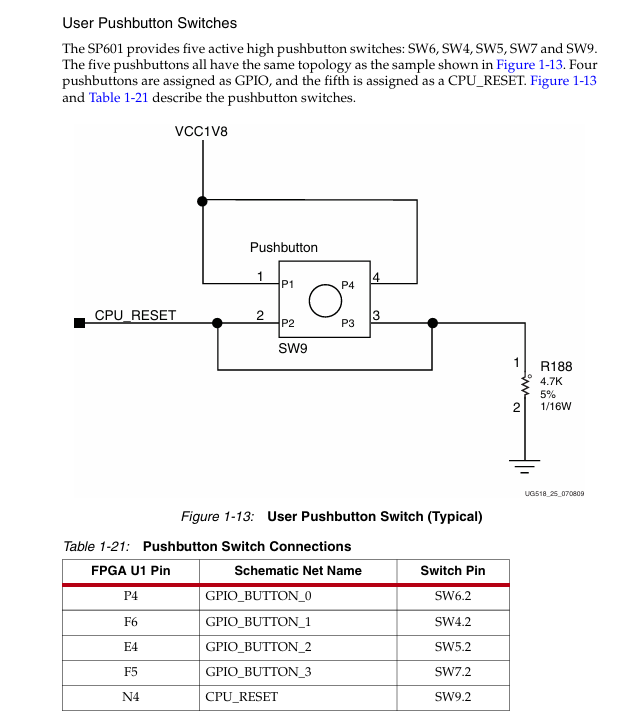 User Pushbutton Switches
The SP601 provides five active high pushbutton switches: SW6, SW4, SW5, SW7 and SW9.
The five pushbuttons all have the same topology as the sample shown in Figure 1-13. Four
pushbuttons are assigned as GPIO, and the fifth is assigned as a CPU_RESET. Figure 1-13
and Table 1-21 describe the pushbutton switches.
VCC1V8
Pushbutton
1 P1 P4 4
CPU_RESET 2 P2 P3 3
SW9
1 R188
4.7K
5%
2 1/16W
UG518_25_070809
Figure 1-13: User Pushbutton Switch (Typical)
Table 1-21: Pushbutton Switch Connections
FPGA U1 Pin Schematic Net Name Switch Pin
P4 GPIO_BUTTON_0 SW6.2
F6 GPIO_BUTTON_1 SW4.2
E4 GPIO_BUTTON_2 SW5.2
F5 GPIO_BUTTON_3 SW7.2
N4 CPU_RESET SW9.2